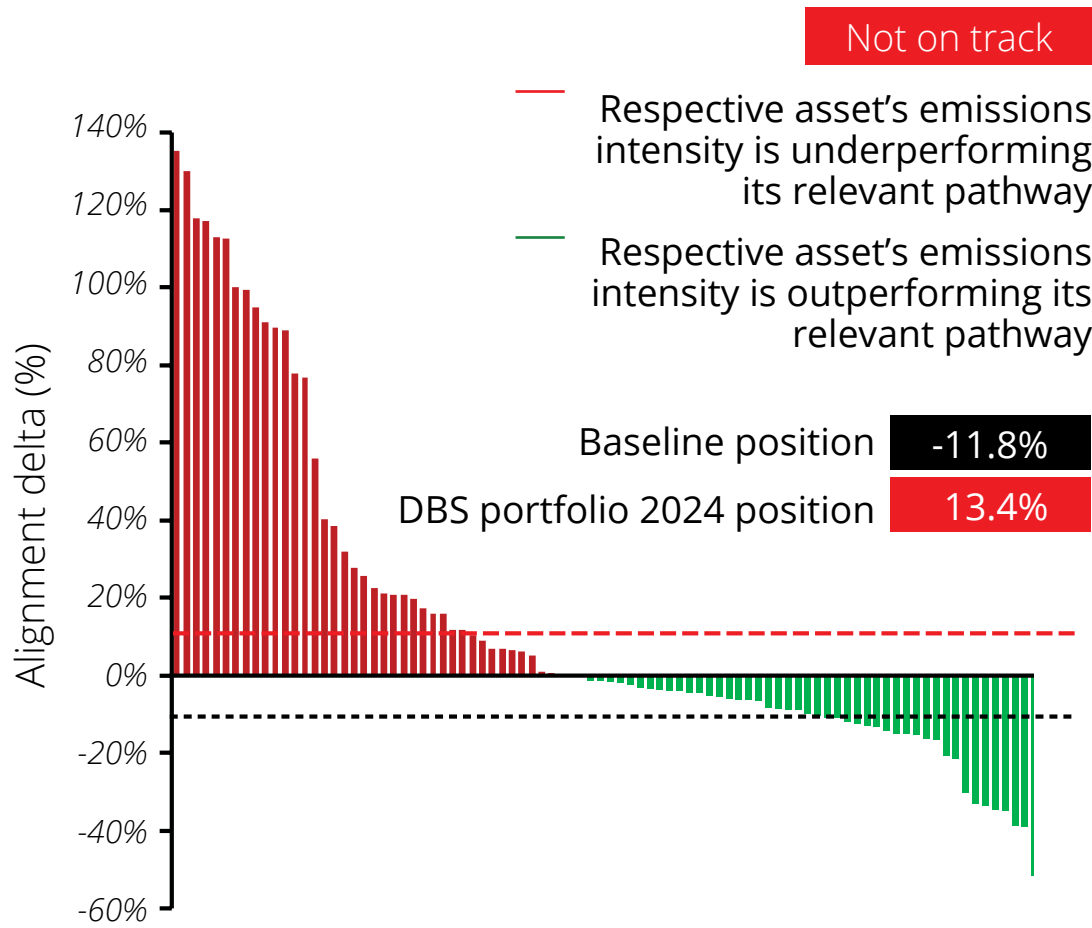 Not on track
Respective asset’s emissions
intensity is underperforming
its relevant pathway
Respective asset’s emissions
intensity is outperforming its
relevant pathway
Baseline position -11.8%
DBS portfolio 2024 position 13.4%
Alignment delta (%)
140%
120%
100%
80%
60%
40%
20%
0%
-20%
-40%
-60%